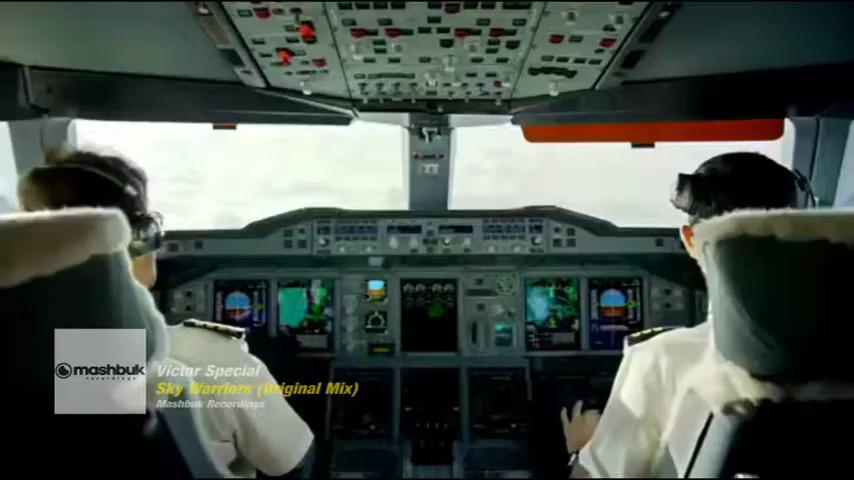 mashbuk
recordings
Victor Special
Sky Warriors (Original Mix)
Mashbuk Recordings